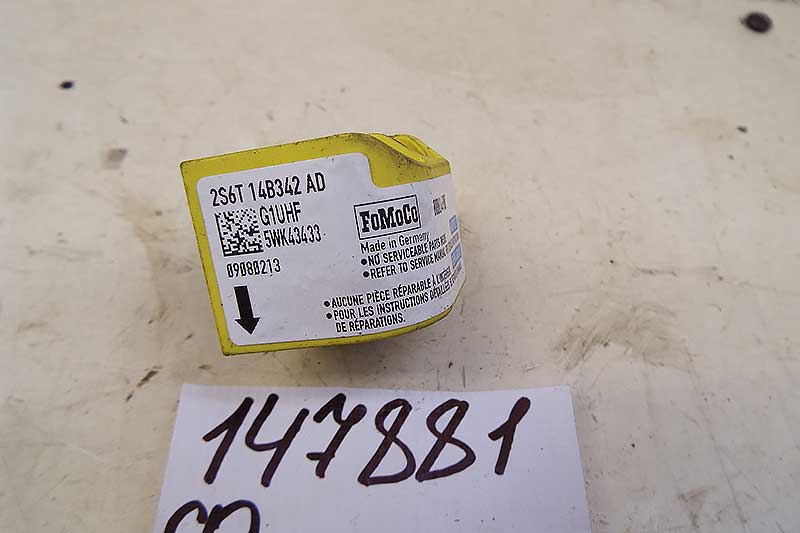 2S6T 14B342 AD
G1UHF
5WK43433
09080213
FoMoCo
Made in Germany
•NO SERVICEABLE PARTS
•REFER TO SERVICE
•AUCUNE PIÈCE RÉPARABLE À
•POUR LES INSTRUCTIONS DÉTAILLÉES
DE RÉPARATIONS.
147881